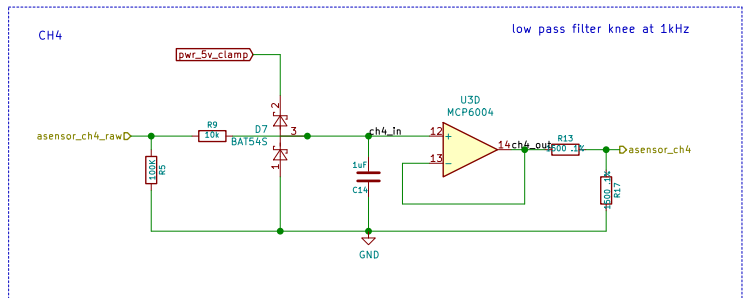 CH4
low pass filter knee at 1kHz
pwr_5v_clamp
U3D
MCP6004
2
R9
10k
D7
BAT54S
3
ch4_in
12
+
14
ch4_out
R13
asensor_ch4_raw
asensor_ch4
100K
R5
1
1uF
C14
13
-
R17
GND